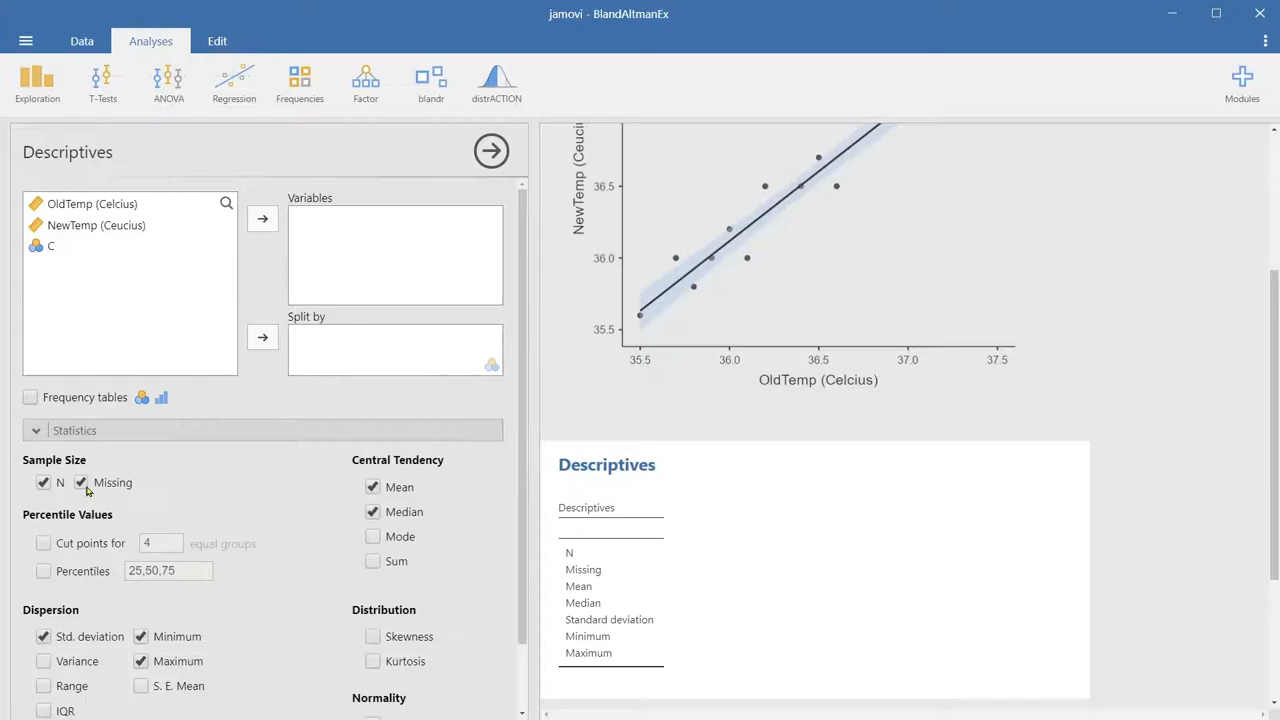 jamovi - BlandAltmanEx
Data
Analyses
Edit
Exploration
T-Tests
ANOVA
Regression
Frequencies
Factor
blandr
distrACTION
Modules
Descriptives
OldTemp (Celcius)
NewTemp (Ceucius)
C
Variables
Split by
Frequency tables
Statistics
Sample Size
N
Missing
Percentile Values
Cut points for 4 equal groups
Percentiles 25,50,75
Dispersion
Std. deviation
Minimum
Variance
Maximum
Range
S. E. Mean
IQR
Central Tendency
Mean
Median
Mode
Sum
Distribution
Skewness
Kurtosis
Normality
NewTemp (Ceuci
36.5
36.0
35.5
35.5 36.0 36.5 37.0 37.5
OldTemp (Celcius)
Descriptives
Descriptives
N
Missing
Mean
Median
Standard deviation
Minimum
Maximum